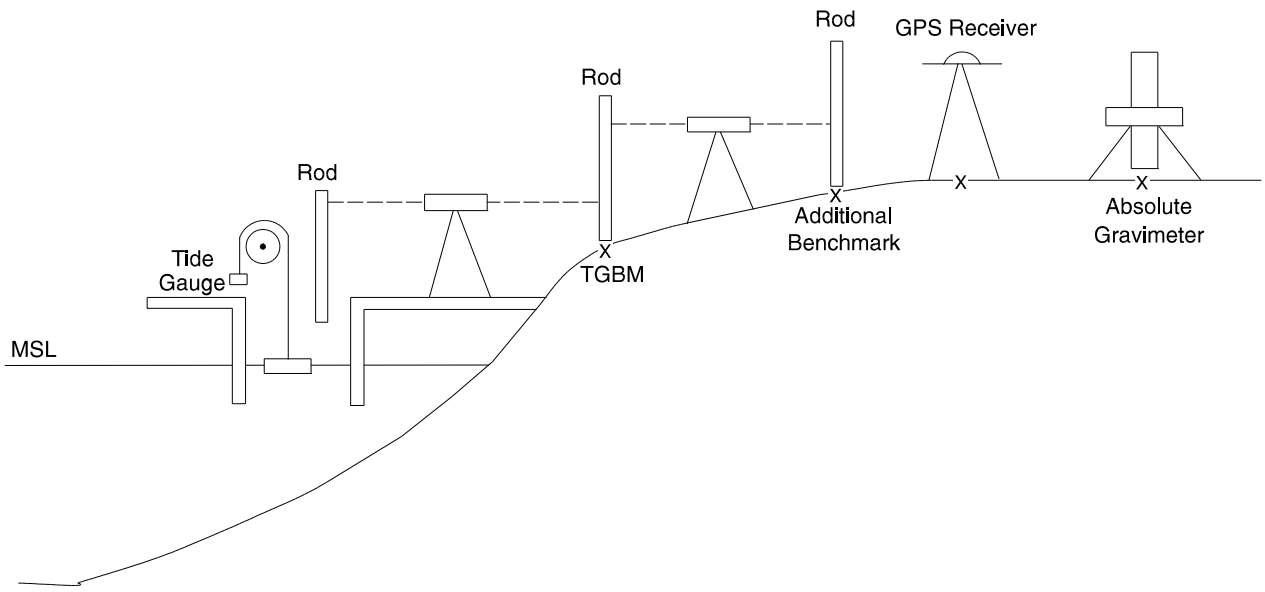 Rod
GPS Receiver
Rod
Rod
Tide
Gauge
TGBM
Additional
Benchmark
Absolute
Gravimeter
MSL
X
X
X
X